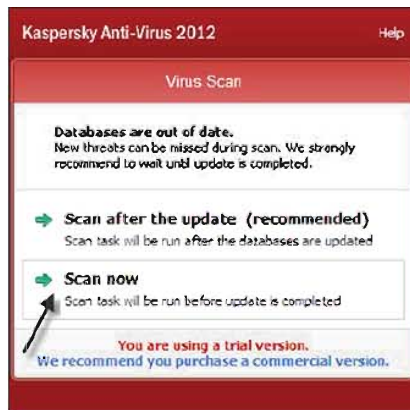 Kaspersky Anti-Virus 2012
Help
Virus Scan
Databases are out of date.
New threats can be missed during scan. We strongly
recommend to wait until update is completed.
Scan after the update (recommended)
Scan task will be run after the databases are updated
Scan now
Scan task will be run before update is completed
You are using a trial version.
We recommend you purchase a commercial version.